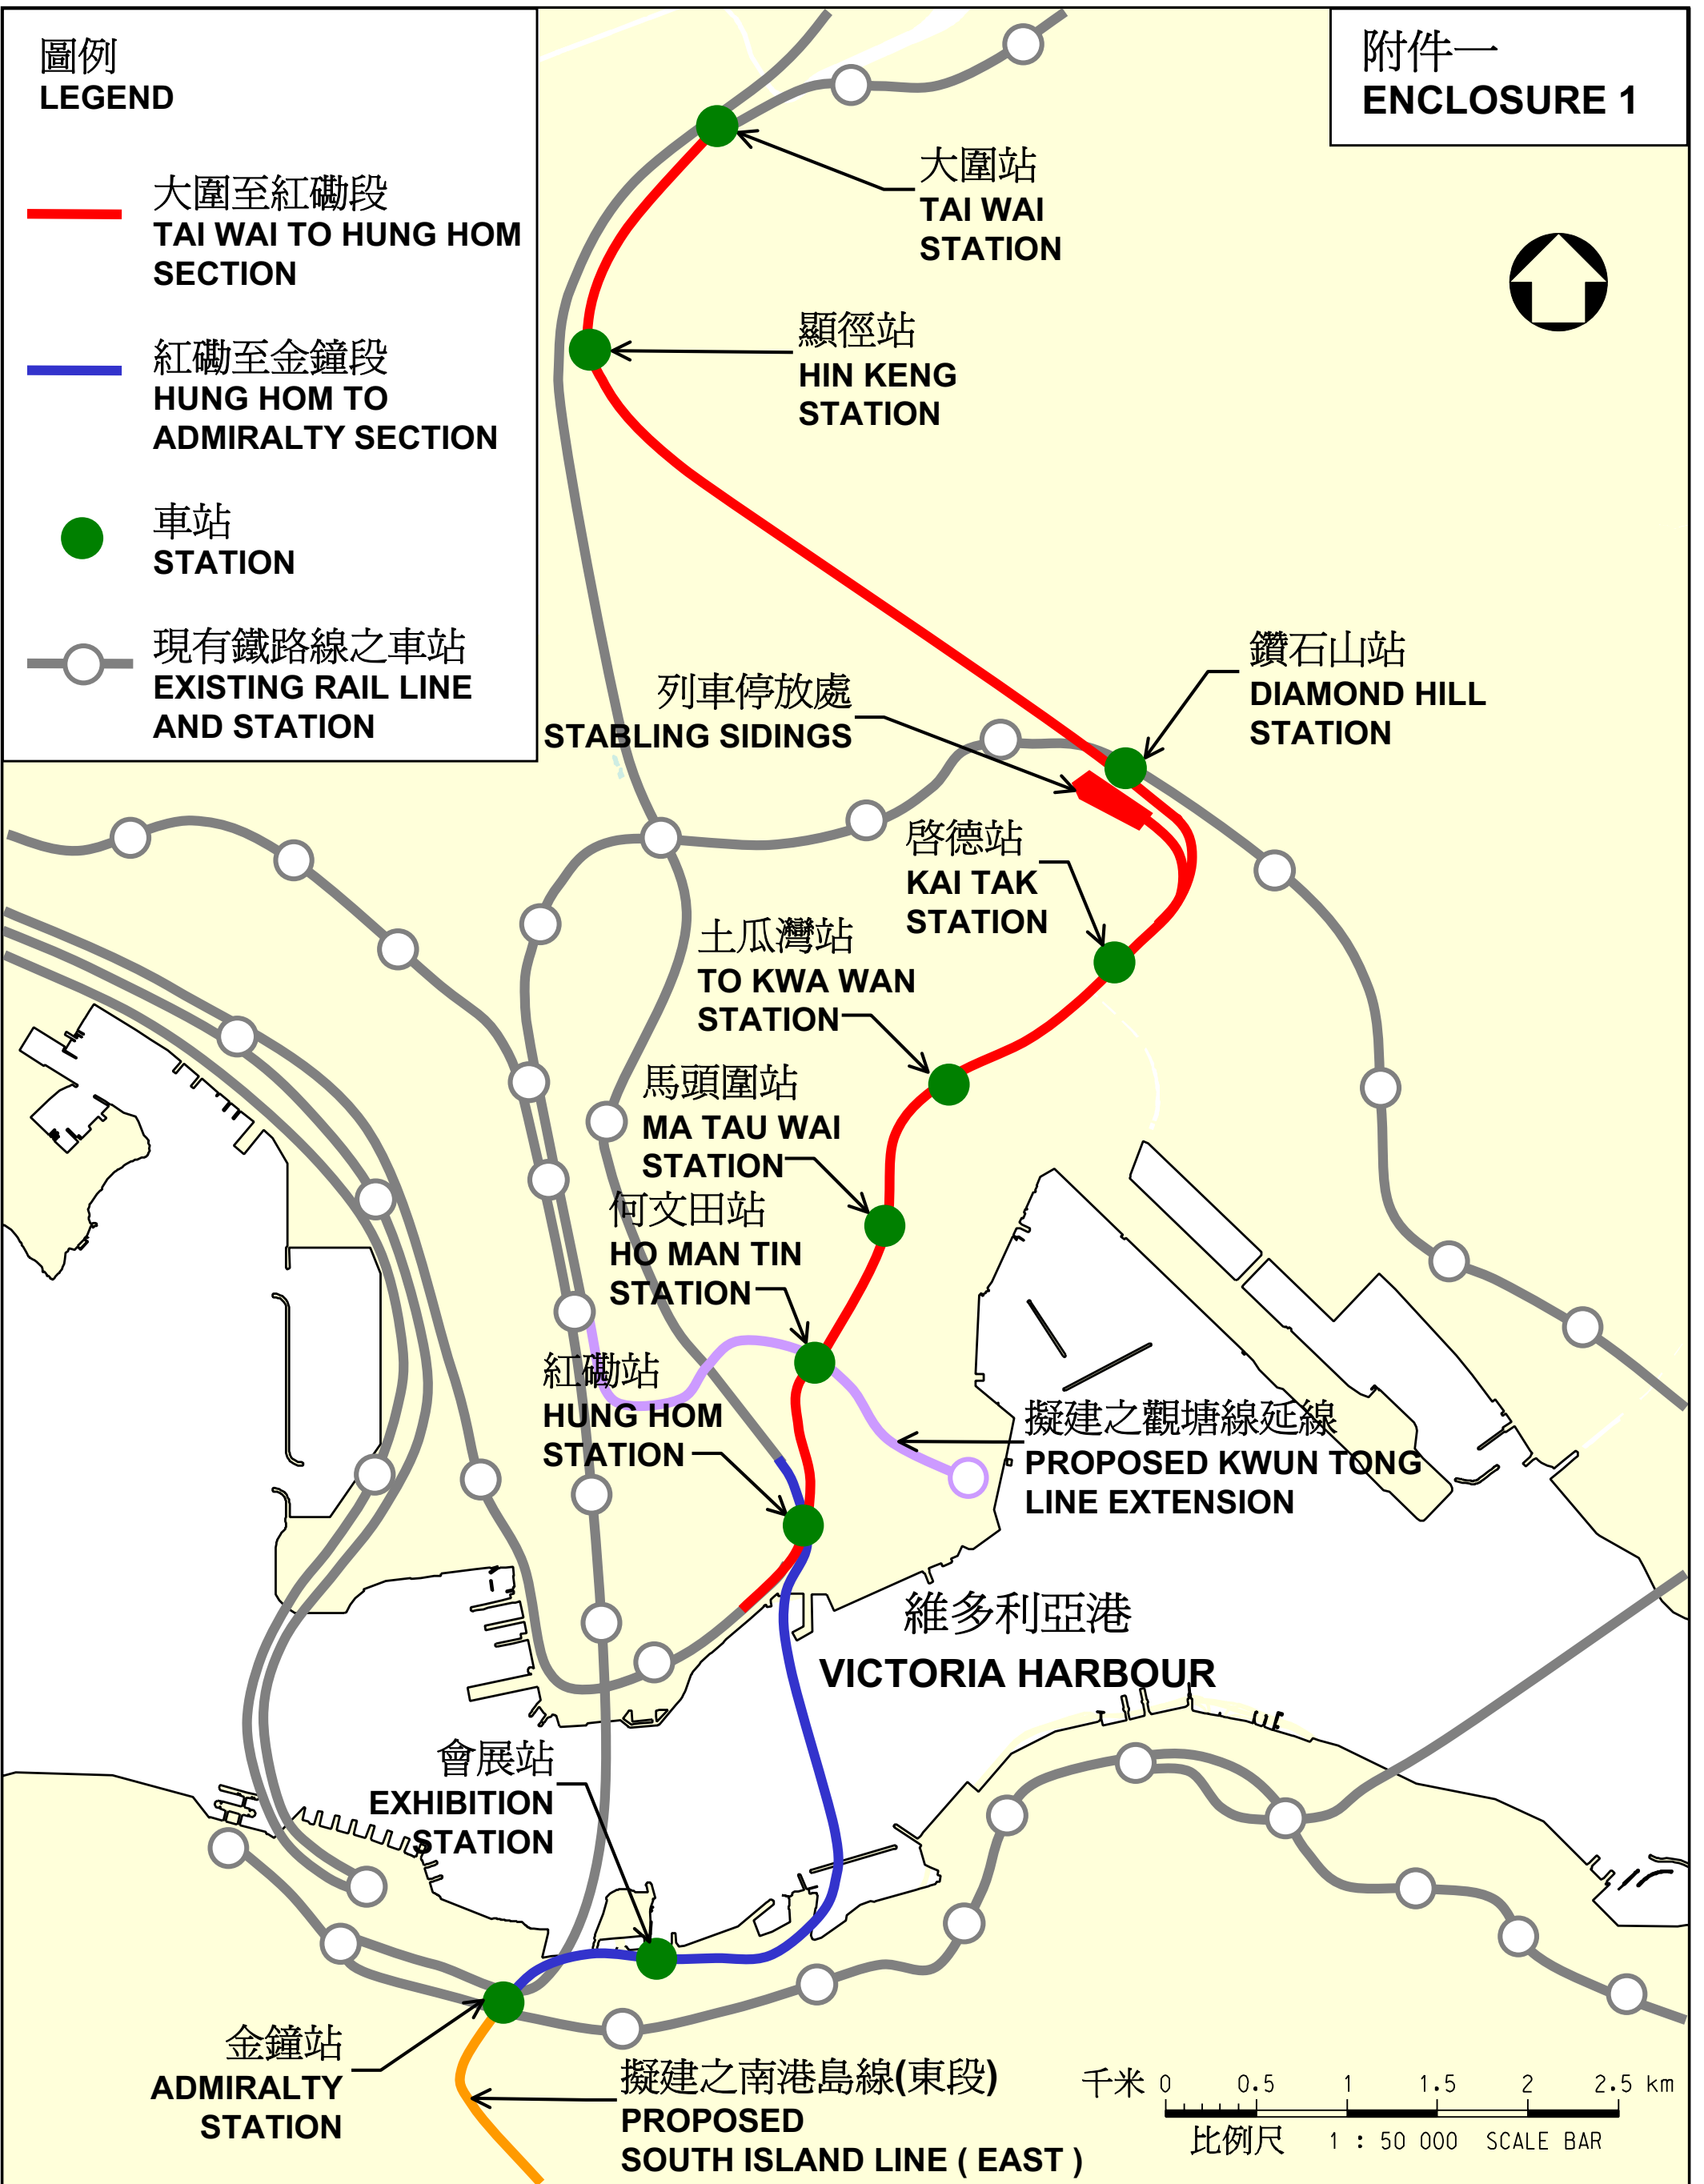 圖例
LEGEND
大圍至紅磡段
TAI WAI TO HUNG HOM
SECTION
紅磡至金鐘段
HUNG HOM TO
ADMIRALTY SECTION
車站
STATION
現有鐵路線之車站
EXISTING RAIL LINE
AND STATION
附件一
ENCLOSURE 1
大圍站
TAI WAI
STATION
顯徑站
HIN KENG
STATION
鑽石山站
DIAMOND HILL
STATION
列車停放處
STABLING SIDINGS
啓德站
KAI TAK
STATION
土瓜灣站
TO KWA WAN
STATION
馬頭圍站
MA TAU WAI
STATION
何文田站
HO MAN TIN
STATION
紅磡站
HUNG HOM
STATION
擬建之觀塘線延線
PROPOSED KWUN TONG
LINE EXTENSION
維多利亞港
VICTORIA HARBOUR
會展站
EXHIBITION
STATION
金鐘站
ADMIRALTY
STATION
擬建之南港島線(東段)
PROPOSED
SOUTH ISLAND LINE ( EAST )
千米 0 0.5 1 1.5 2 2.5 km
比例尺 1 : 50 000 SCALE BAR